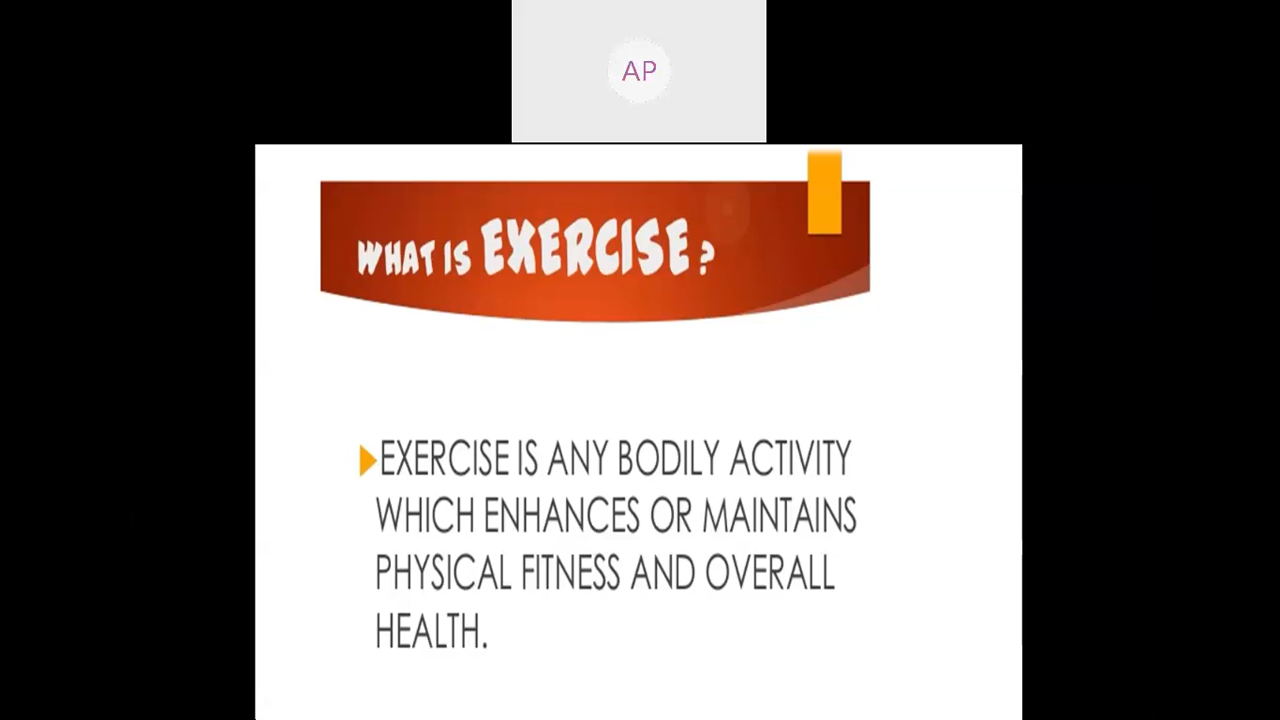 AP
WHAT IS EXERCISE ?
EXERCISE IS ANY BODILY ACTIVITY
WHICH ENHANCES OR MAINTAINS
PHYSICAL FITNESS AND OVERALL
HEALTH.